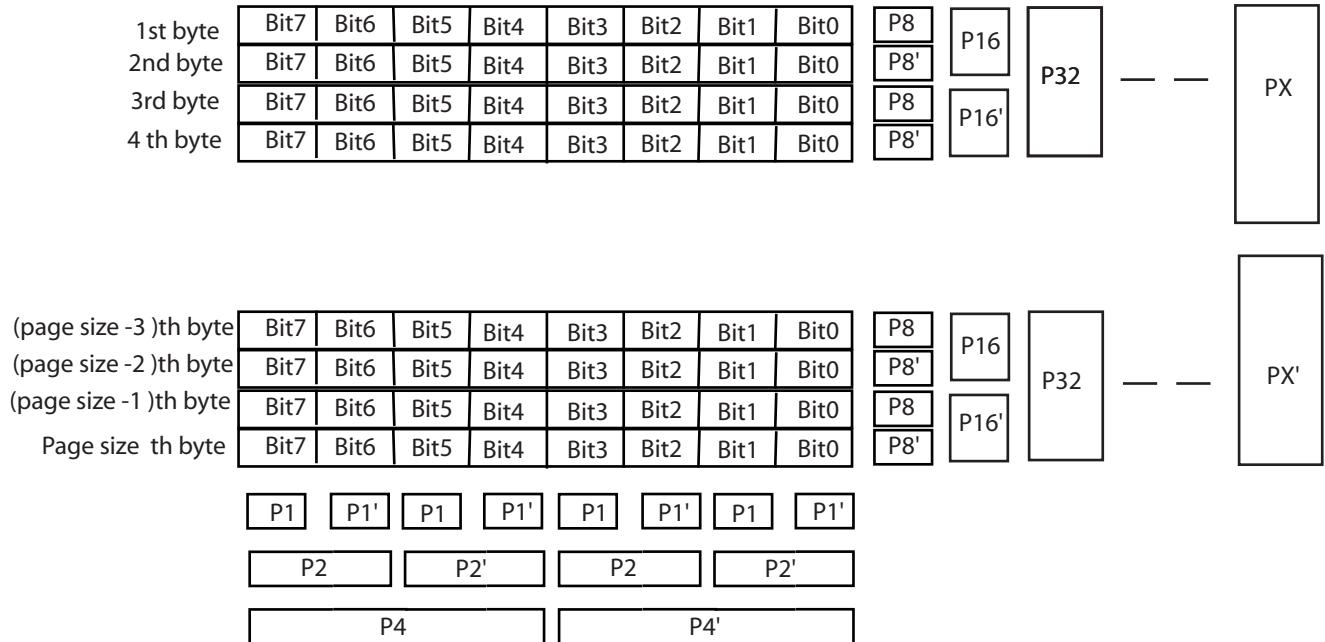 1st byte Bit7 Bit6 Bit5 Bit4 Bit3 Bit2 Bit1 Bit0 P8 P16 P32 PX
2nd byte Bit7 Bit6 Bit5 Bit4 Bit3 Bit2 Bit1 Bit0 P8'
3rd byte Bit7 Bit6 Bit5 Bit4 Bit3 Bit2 Bit1 Bit0 P8 P16'
4 th byte Bit7 Bit6 Bit5 Bit4 Bit3 Bit2 Bit1 Bit0 P8'
(page size -3 )th byte Bit7 Bit6 Bit5 Bit4 Bit3 Bit2 Bit1 Bit0 P8 P16 P32 PX'
(page size -2 )th byte Bit7 Bit6 Bit5 Bit4 Bit3 Bit2 Bit1 Bit0 P8'
(page size -1 )th byte Bit7 Bit6 Bit5 Bit4 Bit3 Bit2 Bit1 Bit0 P8 P16'
Page size th byte Bit7 Bit6 Bit5 Bit4 Bit3 Bit2 Bit1 Bit0 P8'
P1 P1' P1 P1' P1 P1' P1 P1'
P2 P2' P2 P2'
P4 P4'